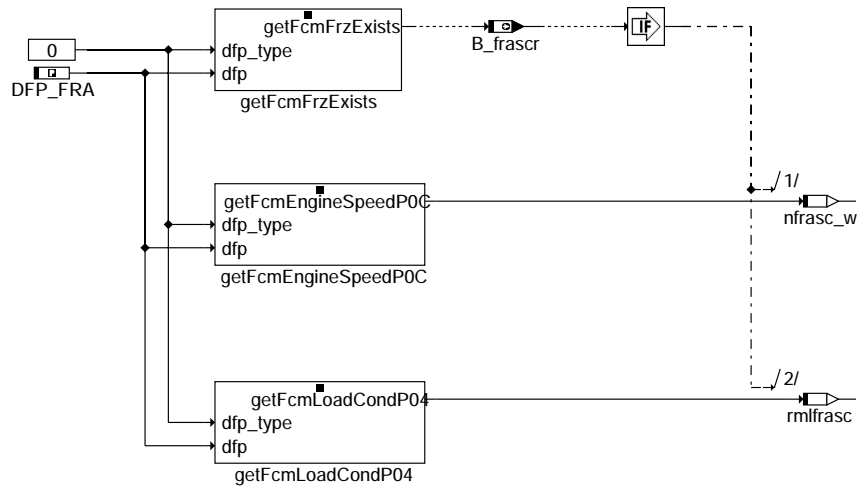 getFcmFrzExists
0
dfp_type
dfp
DFP_FRA
getFcmFrzExists
B_frascr
IF
getFcmEngineSpeedP0C
dfp_type
dfp
getFcmEngineSpeedP0C
/1/
nfrasc_w
getFcmLoadCondP04
dfp_type
dfp
getFcmLoadCondP04
/2/
rmlfrasc